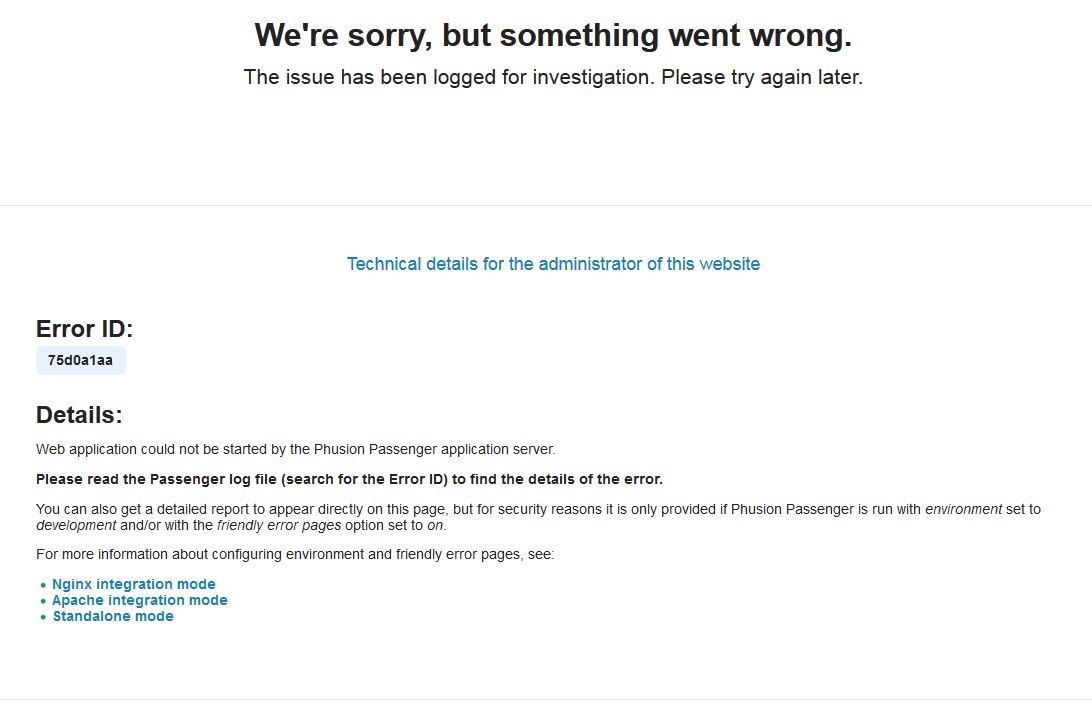 We're sorry, but something went wrong.
The issue has been logged for investigation. Please try again later.
Technical details for the administrator of this website
Error ID:
75d0a1aa
Details:
Web application could not be started by the Phusion Passenger application server.
Please read the Passenger log file (search for the Error ID) to find the details of the error.
You can also get a detailed report to appear directly on this page, but for security reasons it is only provided if Phusion Passenger is run with environment set to
development and/or with the friendly error pages option set to on.
For more information about configuring environment and friendly error pages, see:
• Nginx integration mode
• Apache integration mode
• Standalone mode